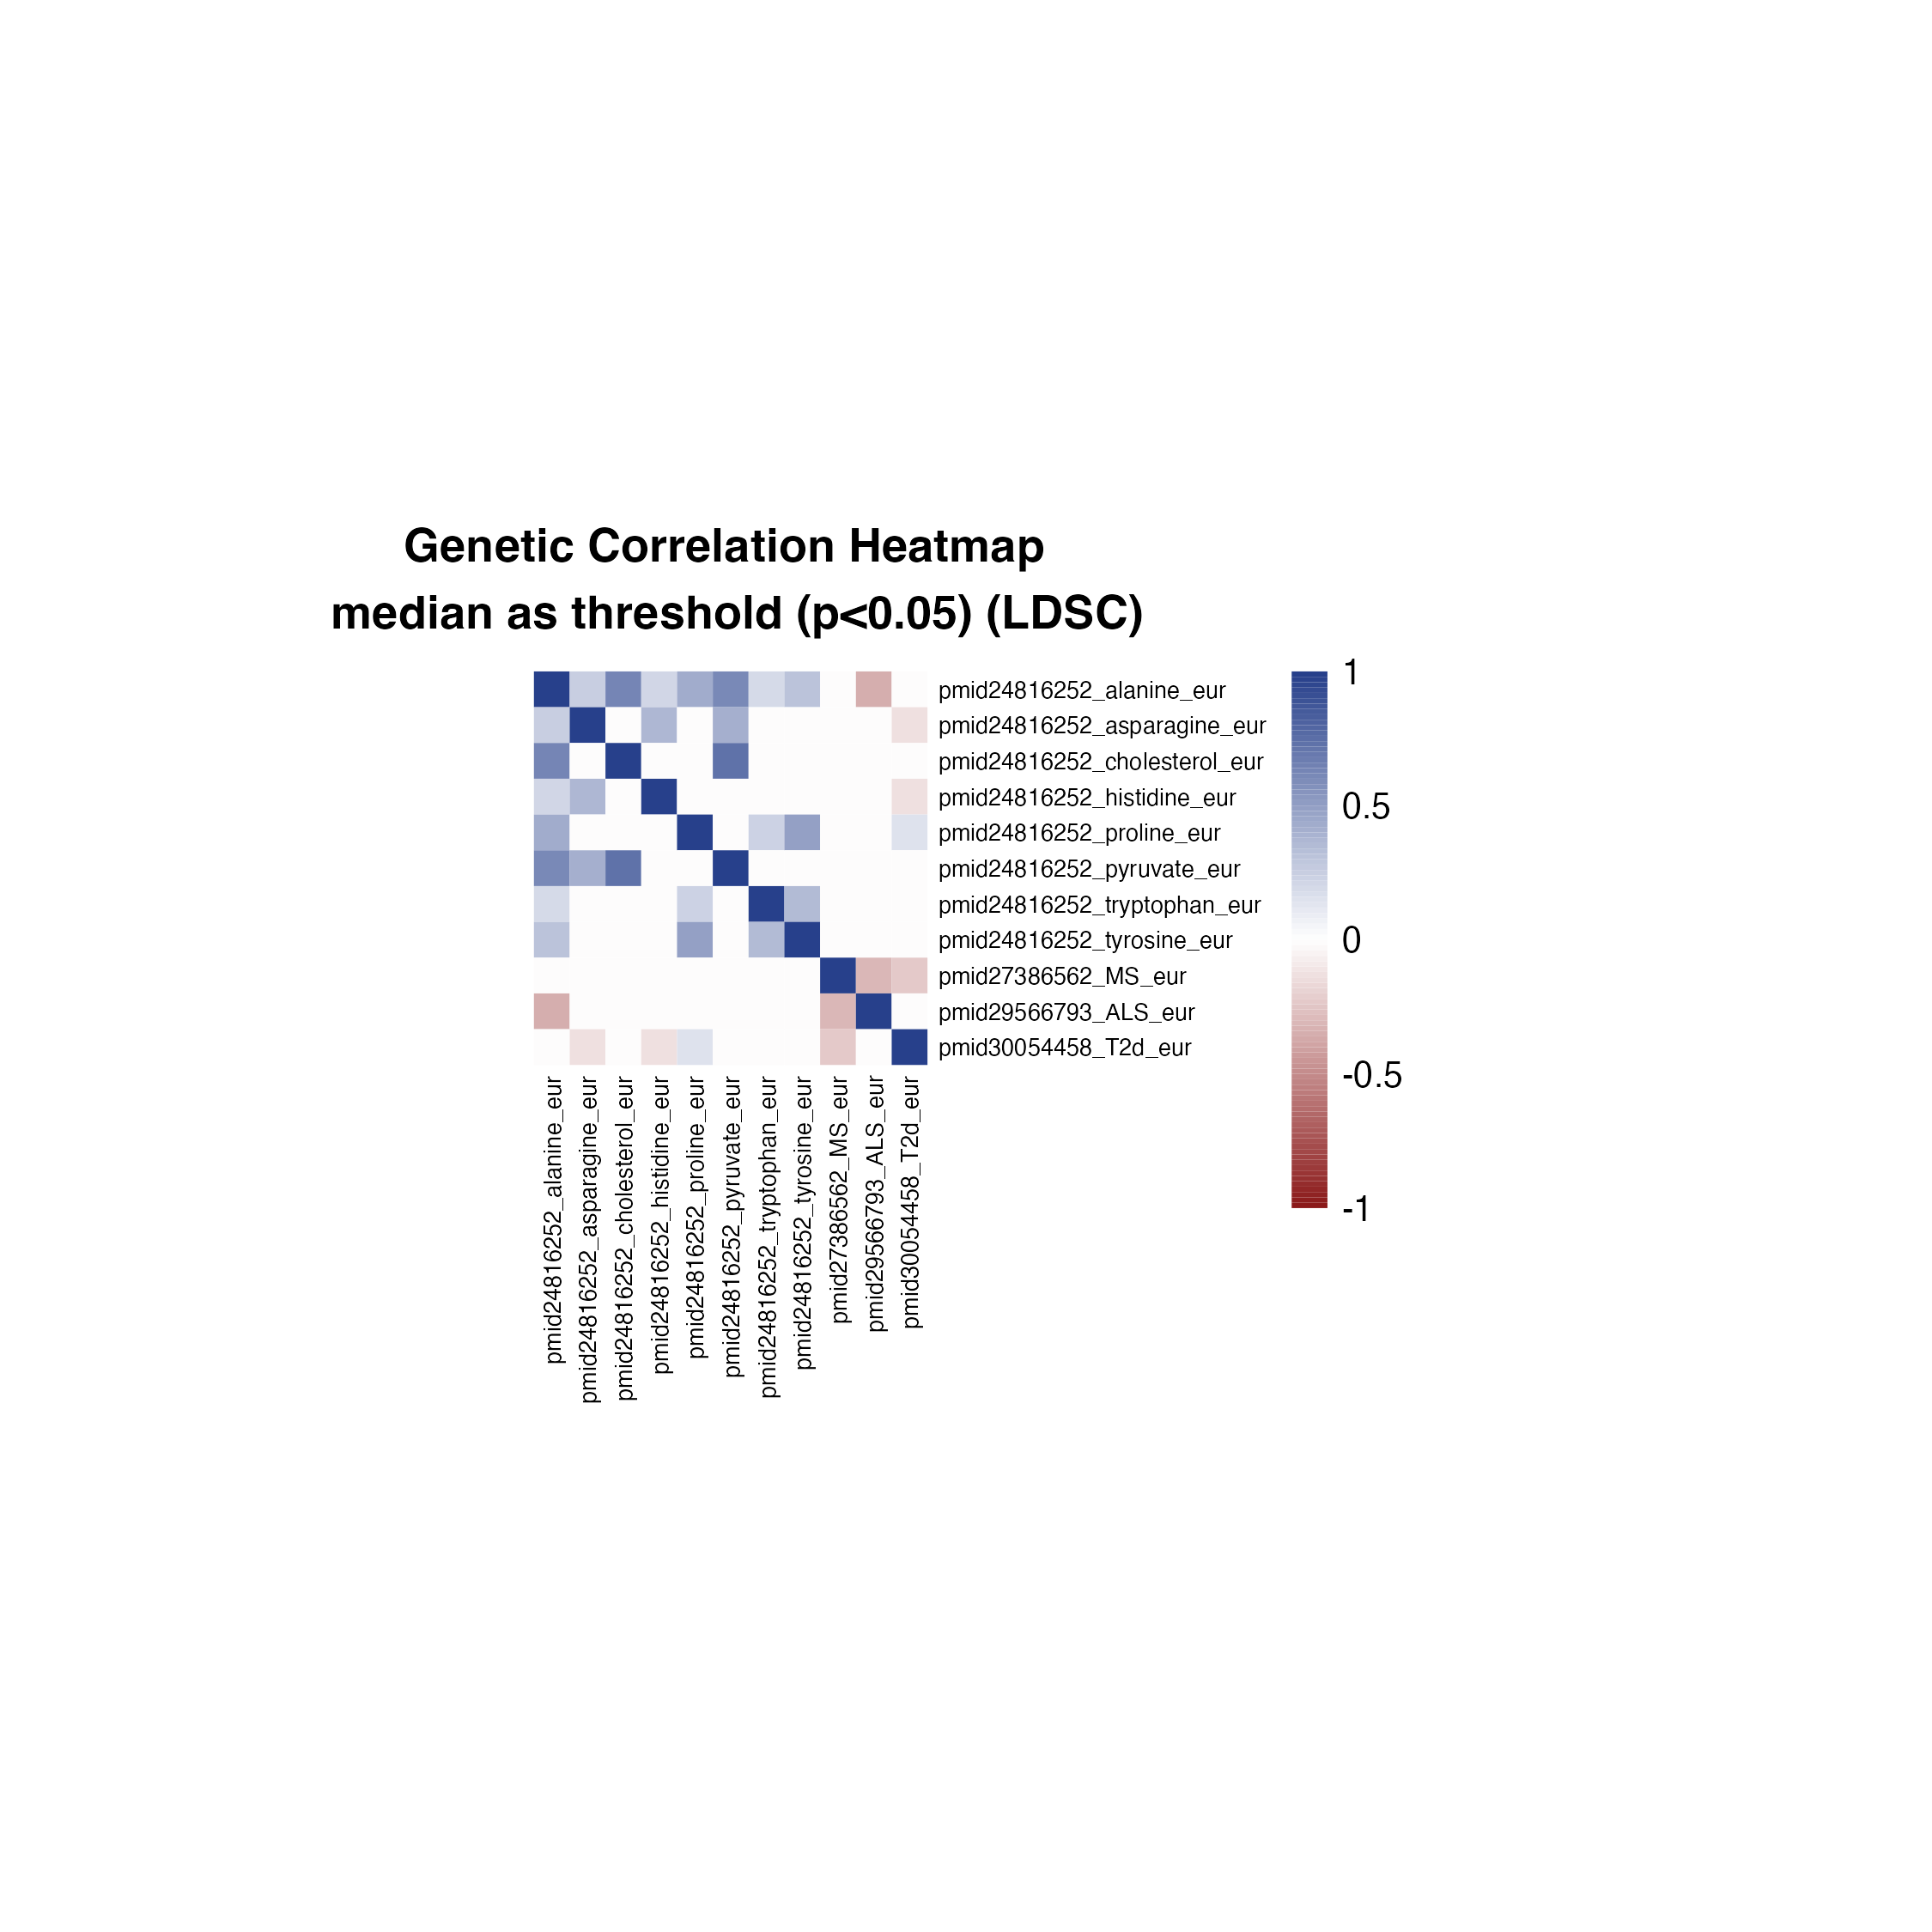 Genetic Correlation Heatmap
median as threshold (p<0.05) (LDSC)
pmid24816252_alanine_eur
pmid24816252_asparagine_eur
pmid24816252_cholesterol_eur
pmid24816252_histidine_eur
pmid24816252_proline_eur
pmid24816252_pyruvate_eur
pmid24816252_tryptophan_eur
pmid24816252_tyrosine_eur
pmid27386562_MS_eur
pmid29566793_ALS_eur
pmid30054458_T2d_eur
1
0.5
0
-0.5
-1
pmid24816252_alanine_eur
pmid24816252_asparagine_eur
pmid24816252_cholesterol_eur
pmid24816252_histidine_eur
pmid24816252_proline_eur
pmid24816252_pyruvate_eur
pmid24816252_tryptophan_eur
pmid24816252_tyrosine_eur
pmid27386562_MS_eur
pmid29566793_ALS_eur
pmid30054458_T2d_eur